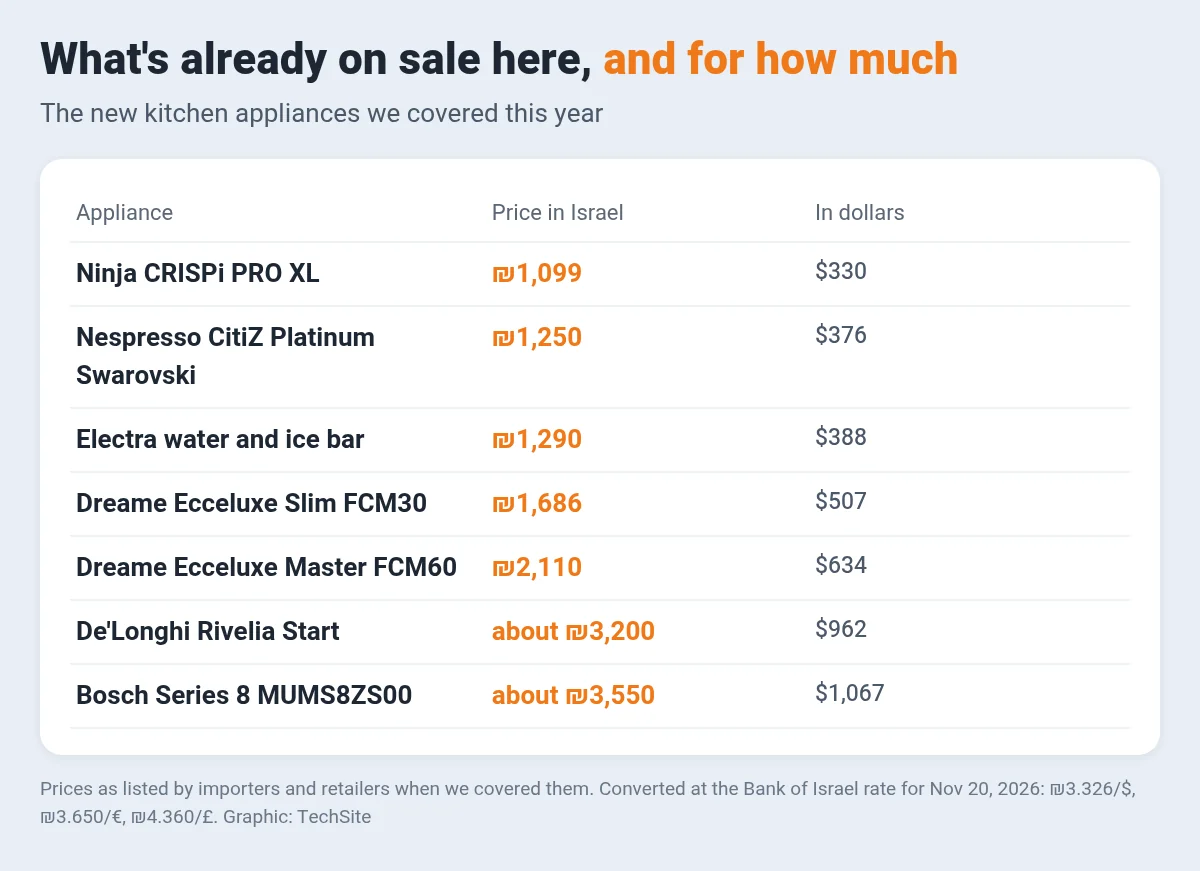 What's already on sale here, and for how much
The new kitchen appliances we covered this year
Appliance Price in Israel In dollars
Ninja CRISPi PRO XL ₪1,099 $330
Nespresso CitiZ Platinum ₪1,250 $376
Swarovski
Electra water and ice bar ₪1,290 $388
Dreame Ecceluxe Slim FCM30 ₪1,686 $507
Dreame Ecceluxe Master FCM60 ₪2,110 $634
De'Longhi Rivelia Start about ₪3,200 $962
Bosch Series 8 MUMS8ZS00 about ₪3,550 $1,067
Prices as listed by importers and retailers when we covered them. Converted at the Bank of Israel rate for Nov 20, 2026: ₪3.326/$,
₪3.650/€, ₪4.360/£. Graphic: TechSite